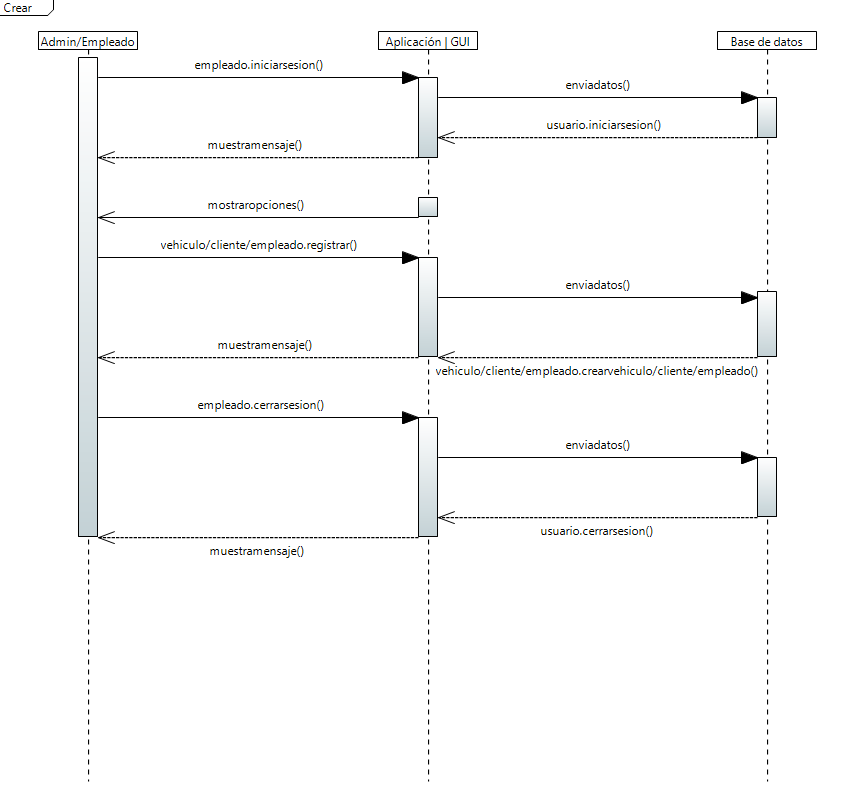 Crear
Admin/Empleado
Aplicación | GUI
Base de datos
empleado.iniciarsesion()
enviadatos()
usuario.iniciarsesion()
muestramensaje()
mostraropciones()
vehiculo/cliente/empleado.registrar()
enviadatos()
muestramensaje()
vehiculo/cliente/empleado.crearvehiculo/cliente/empleado()
empleado.cerrarsesion()
enviadatos()
usuario.cerrarsesion()
muestramensaje()